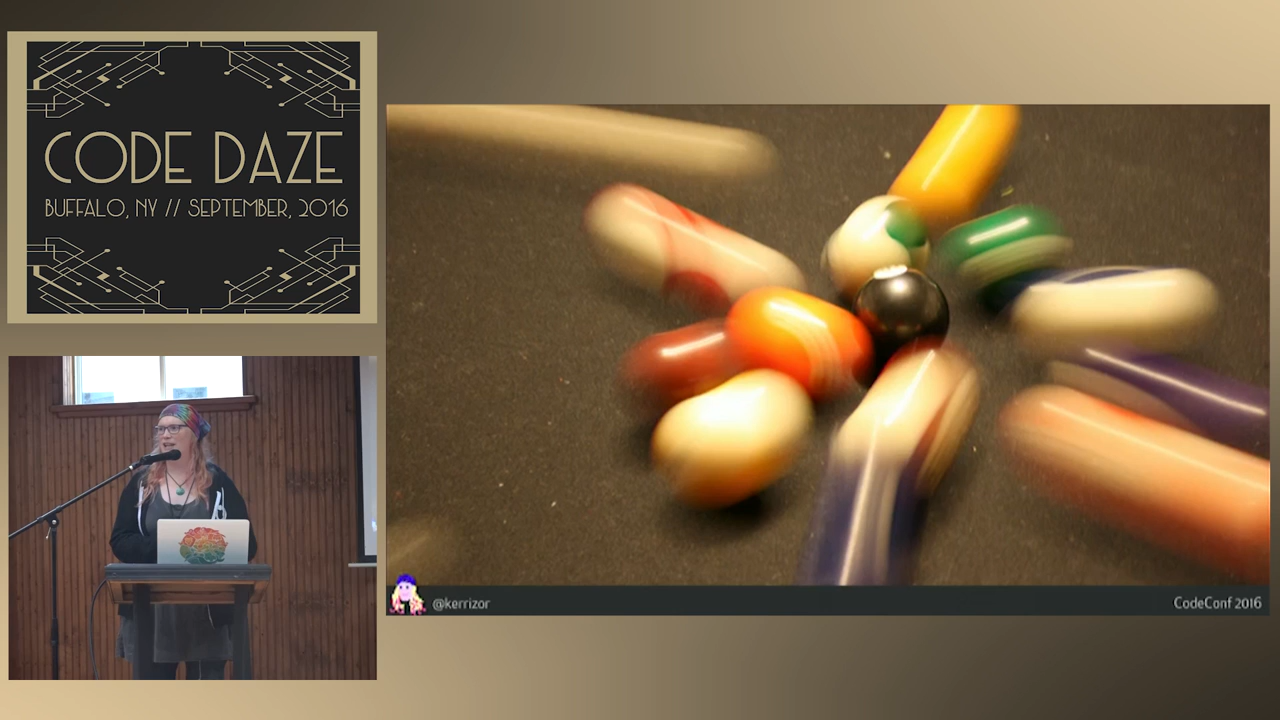 CODE DAZE
BUFFALO, NY // SEPTEMBER, 2016
@kerrizor
CodeConf 2016